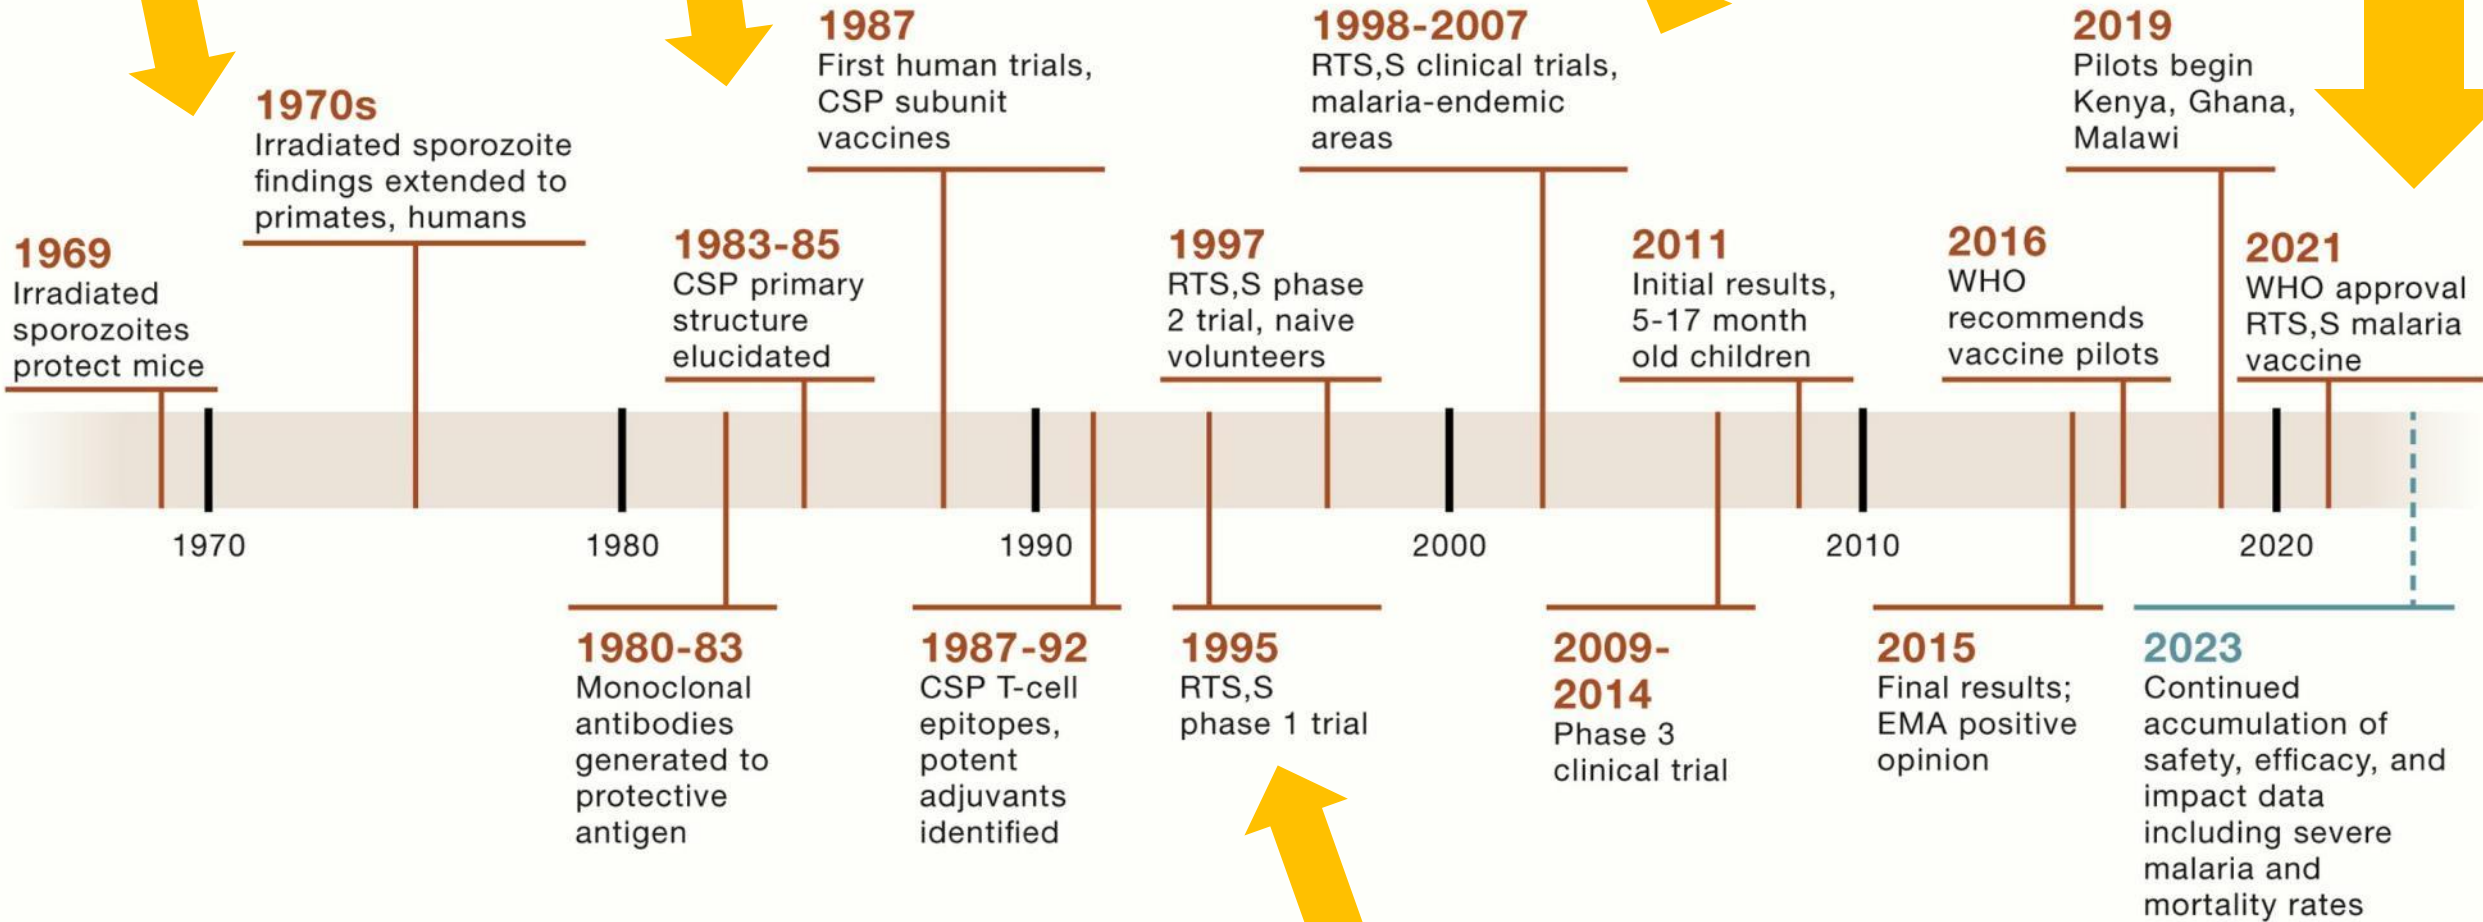 1969
Irradiated
sporozoites
protect mice
1970s
Irradiated sporozoite
findings extended to
primates, humans
1983-85
CSP primary
structure
elucidated
1987
First human trials,
CSP subunit
vaccines
1997
RTS,S phase
2 trial, naive
volunteers
1998-2007
RTS,S clinical trials,
malaria-endemic
areas
2011
Initial results,
5-17 month
old children
2016
WHO
recommends
vaccine pilots
2019
Pilots begin
Kenya, Ghana,
Malawi
2021
WHO approval
RTS,S malaria
vaccine
1970
1980
1990
2000
2010
2020
1980-83
Monoclonal
antibodies
generated to
protective
antigen
1987-92
CSP T-cell
epitopes,
potent
adjuvants
identified
1995
RTS,S
phase 1 trial
2009-
2014
Phase 3
clinical trial
2015
Final results;
EMA positive
opinion
2023
Continued
accumulation of
safety, efficacy, and
impact data
including severe
malaria and
mortality rates